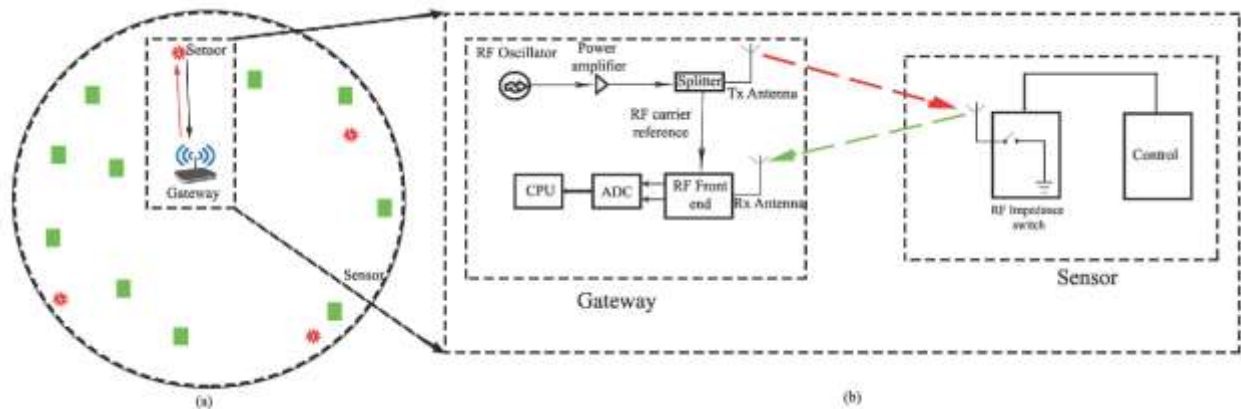 Sensor
Gateway
Sensor
(a)
RF Oscillator
Power
amplifier
Splitter
Tx Antenna
RF carrier
reference
CPU
ADC
RF Front
end
Rx Antenna
Gateway
RF Impedance
switch
Control
Sensor
(b)